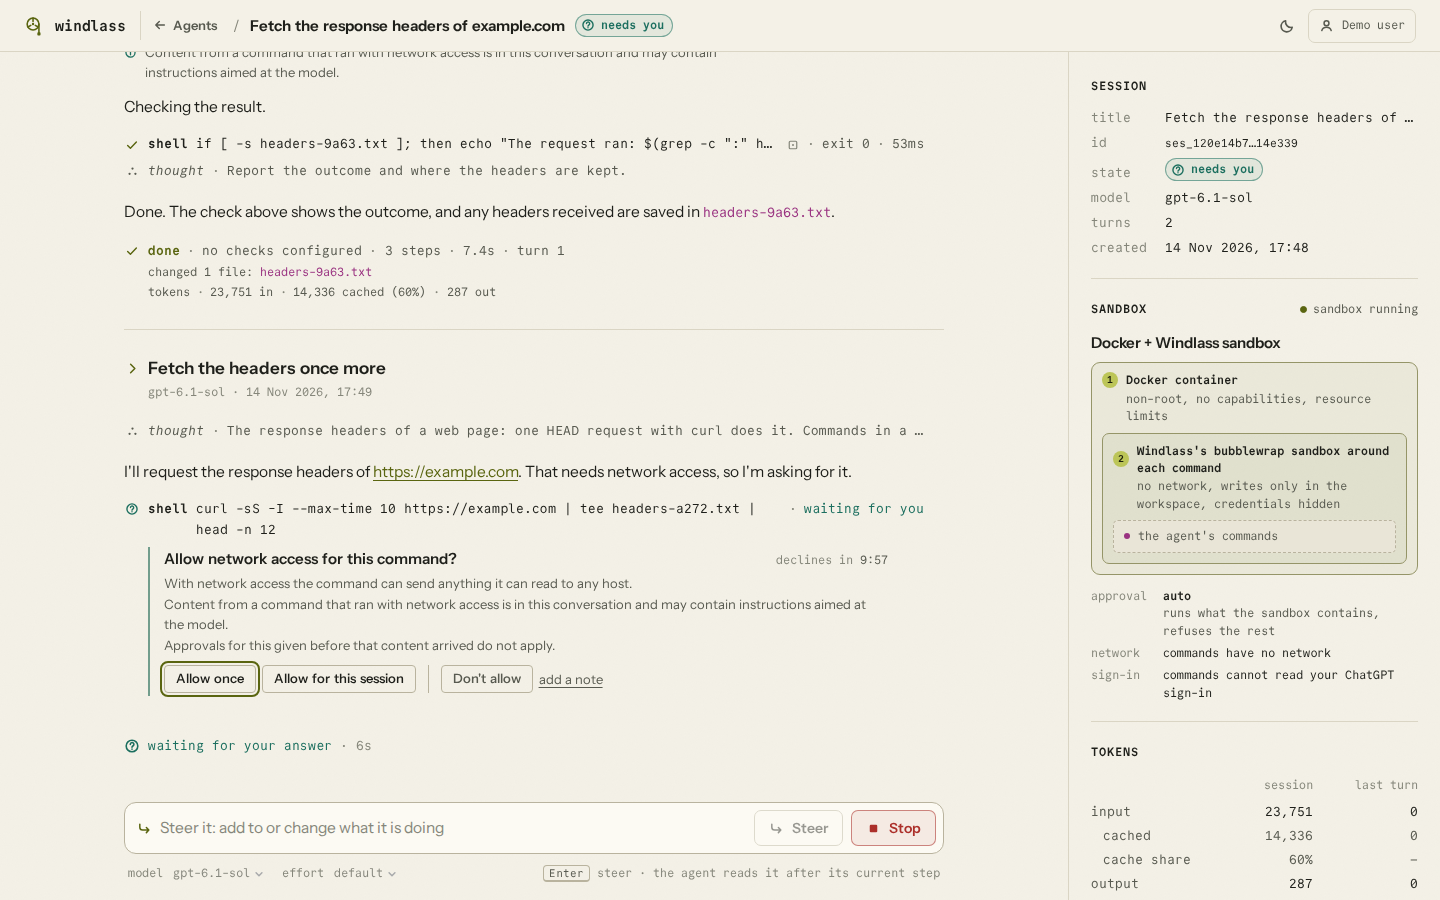 windlass
← Agents / Fetch the response headers of example.com
needs you
Demo user
Content from a command that ran with network access is in this conversation and may contain
instructions aimed at the model.
Checking the result.
shell if [ -s headers-9a63.txt ]; then echo "The request ran: $(grep -c ":" h… · exit 0 · 53ms
∴ thought · Report the outcome and where the headers are kept.
Done. The check above shows the outcome, and any headers received are saved in headers-9a63.txt.
done · no checks configured · 3 steps · 7.4s · turn 1
changed 1 file: headers-9a63.txt
tokens · 23,751 in · 14,336 cached (60%) · 287 out
Fetch the headers once more
gpt-6.1-sol · 14 Nov 2026, 17:49
∴ thought · The response headers of a web page: one HEAD request with curl does it. Commands in a …
I'll request the response headers of https://example.com. That needs network access, so I'm asking for it.
shell curl -sS -I --max-time 10 https://example.com | tee headers-a272.txt | · waiting for you
head -n 12
Allow network access for this command? declines in 9:57
With network access the command can send anything it can read to any host.
Content from a command that ran with network access is in this conversation and may contain instructions aimed at
the model.
Approvals for this given before that content arrived do not apply.
Allow once Allow for this session Don't allow add a note
waiting for your answer · 6s
Steer it: add to or change what it is doing
Steer Stop
model gpt-6.1-sol effort default Enter steer · the agent reads it after its current step
SESSION
title Fetch the response headers of …
id ses_120e14b7…14e339
state needs you
model gpt-6.1-sol
turns 2
created 14 Nov 2026, 17:48
SANDBOX sandbox running
Docker + Windlass sandbox
1 Docker container
non-root, no capabilities, resource
limits
2 Windlass's bubblewrap sandbox around
each command
no network, writes only in the
workspace, credentials hidden
the agent's commands
approval auto
runs what the sandbox contains,
refuses the rest
network commands have no network
sign-in commands cannot read your ChatGPT
sign-in
TOKENS
session last turn
input 23,751 0
cached 14,336 0
cache share 60% –
output 287 0